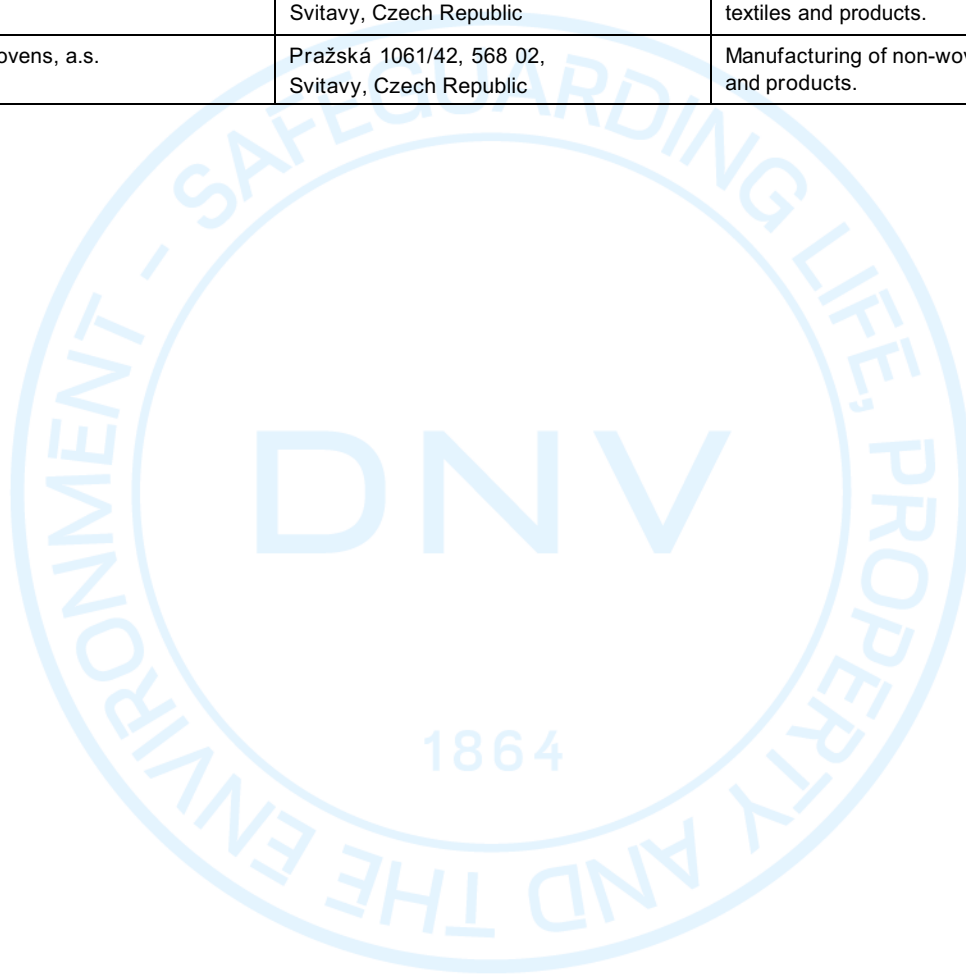 Svitavy, Czech Republic
textiles and products.
ovens, a.s.
Pražská 1061/42, 568 02,
Svitavy, Czech Republic
Manufacturing of non-wov
and products.
SAFEGUARDING LIFE, PROPERTY AND THE ENVIRONMENT -
DNV
1864